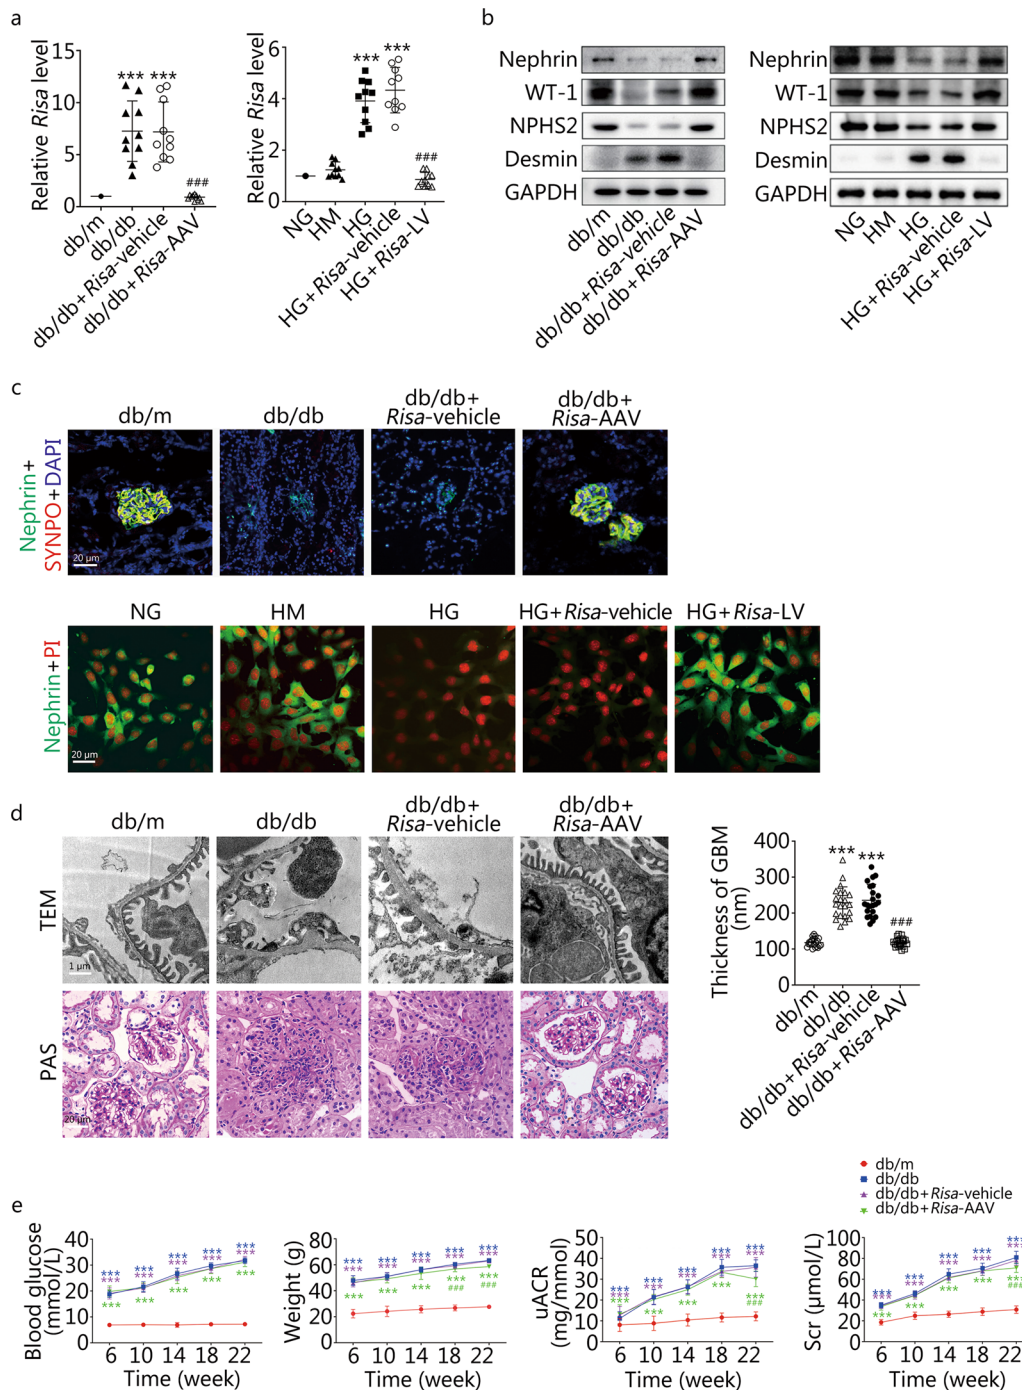 a
Relative Risa level
15
10
5
0
***
***
###
db/m
db/db
db/db+Risa-vehicle
db/db+Risa-AAV
Relative Risa level
6
4
2
0
***
***
###
NG
HM
HG
HG+Risa-vehicle
HG+Risa-LV
b
Nephrin
WT-1
NPHS2
Desmin
GAPDH
db/m
db/db
db/db+Risa-vehicle
db/db+Risa-AAV
Nephrin
WT-1
NPHS2
Desmin
GAPDH
NG
HM
HG
HG+Risa-vehicle
HG+Risa-LV
c
db/m
db/db
db/db+
Risa-vehicle
db/db+
Risa-AAV
Nephrin+
SYNPO+DAPI
20 μm
NG
HM
HG
HG+Risa-vehicle
HG+Risa-LV
Nephrin+PI
20 μm
d
db/m
db/db
db/db+
Risa-vehicle
db/db+
Risa-AAV
TEM
1 μm
PAS
20 μm
Thickness of GBM
(nm)
400
300
200
100
0
***
***
###
db/m
db/db
db/db+Risa-vehicle
db/db+Risa-AAV
db/m
db/db
db/db+Risa-vehicle
db/db+Risa-AAV
e
Blood glucose
(mmol/L)
40
30
20
10
0
*** *** *** *** ***
*** *** *** *** ***
*** *** *** *** ***
6 10 14 18 22
Time (week)
Weight (g)
80
60
40
20
0
*** *** *** *** ***
*** *** *** *** ***
*** *** *** *** ***
### ###
6 10 14 18 22
Time (week)
uACR
(mg/mmol)
50
40
30
20
10
0
*** *** *** *** ***
*** *** *** *** ***
*** *** *** *** ***
###
6 10 14 18 22
Time (week)
Scr (μmol/L)
100
80
60
40
20
0
*** *** *** *** ***
*** *** *** *** ***
*** *** *** *** ***
###
6 10 14 18 22
Time (week)